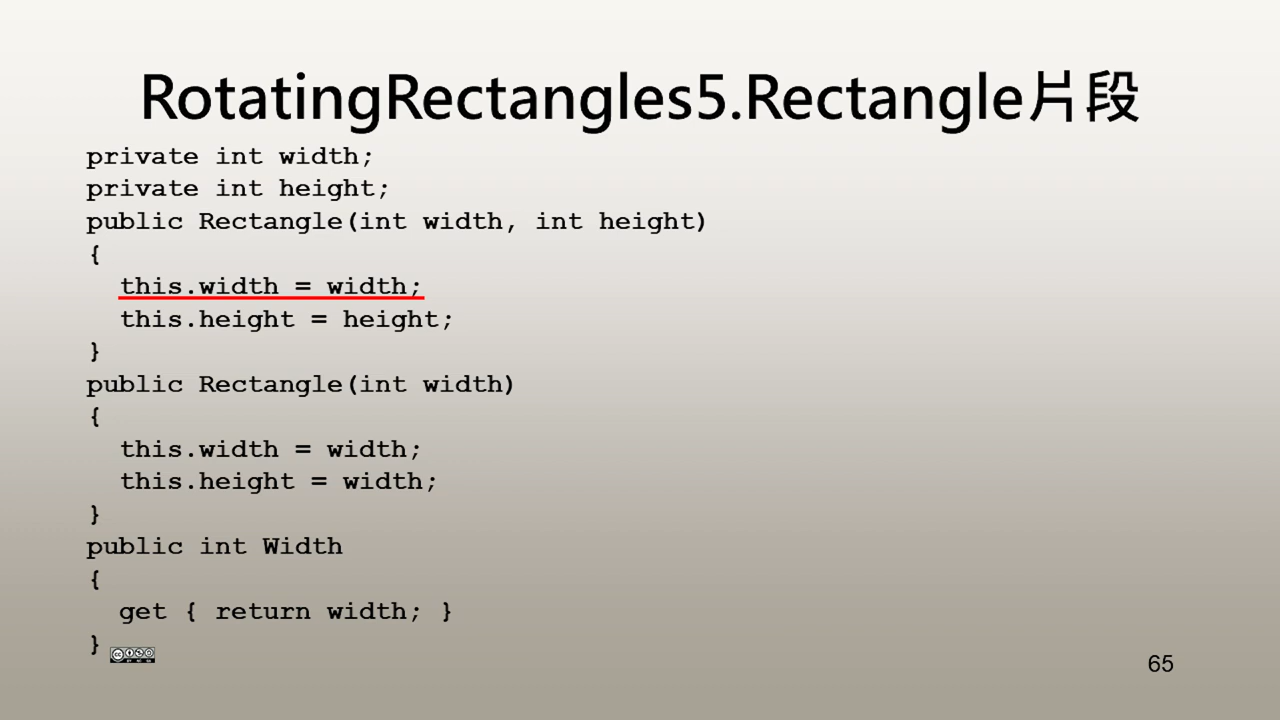 RotatingRectangles5.Rectangle片段
private int width;
private int height;
public Rectangle(int width, int height)
{
this.width = width;
this.height = height;
}
public Rectangle(int width)
{
this.width = width;
this.height = width;
}
public int Width
{
get { return width; }
}
65